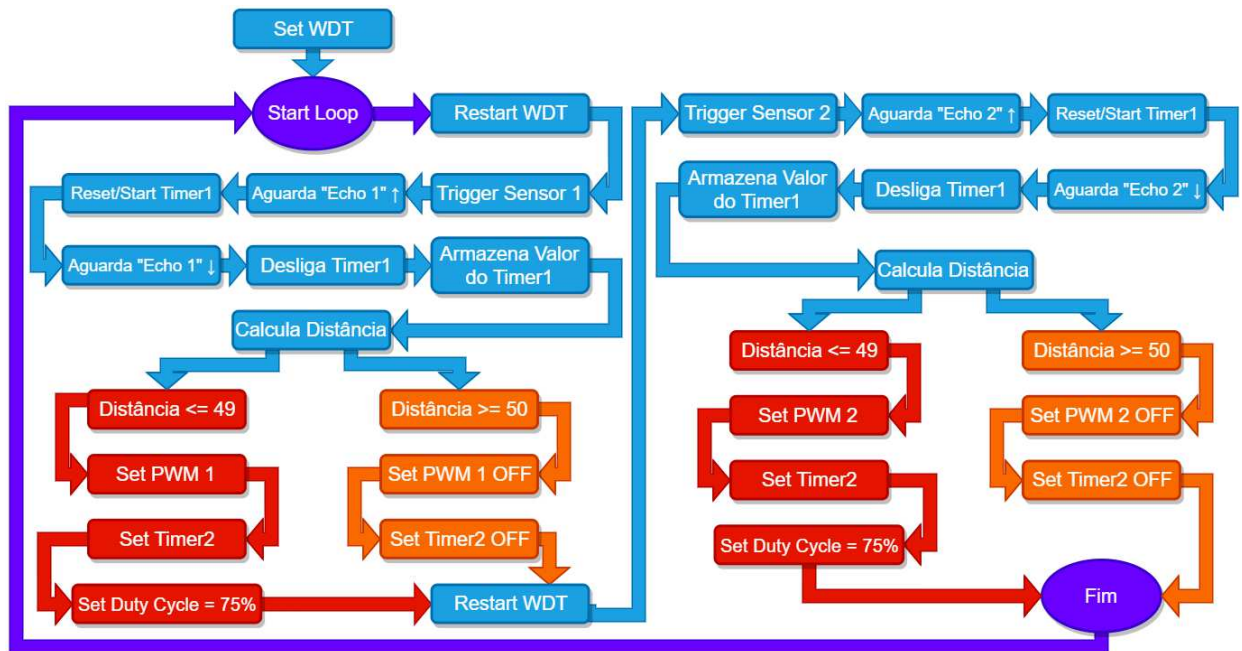 Set WDT
Start Loop
Restart WDT
Trigger Sensor 1
Aguarda "Echo 1" ↑
Reset/Start Timer1
Aguarda "Echo 1" ↓
Desliga Timer1
Armazena Valor
do Timer1
Calcula Distância
Distância <= 49
Set PWM 1
Set Timer2
Set Duty Cycle = 75%
Distância >= 50
Set PWM 1 OFF
Set Timer2 OFF
Restart WDT
Trigger Sensor 2
Aguarda "Echo 2" ↑
Reset/Start Timer1
Aguarda "Echo 2" ↓
Desliga Timer1
Armazena Valor
do Timer1
Calcula Distância
Distância <= 49
Set PWM 2
Set Timer2
Set Duty Cycle = 75%
Distância >= 50
Set PWM 2 OFF
Set Timer2 OFF
Fim